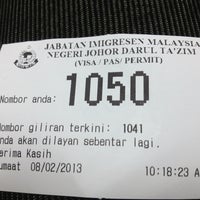 JABATAN IMIGRESEN MALAYSIA
NEGERI JOHOR DARUL TA'ZIM
(VISA / PAS/ PERMIT)
Nombor anda: 1050
Nombor giliran terkini: 1041
nda akan dilayan sebentar lagi.
arima Kasih
umaat 08/02/2013 10:18:23 A